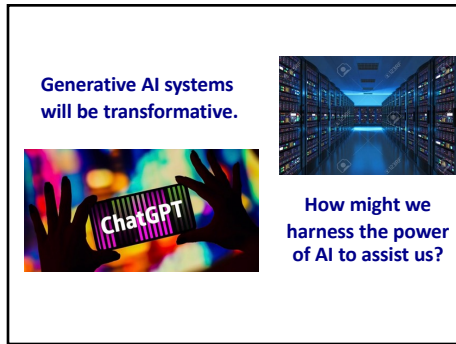 Generative AI systems
will be transformative.
ChatGPT
How might we
harness the power
of AI to assist us?